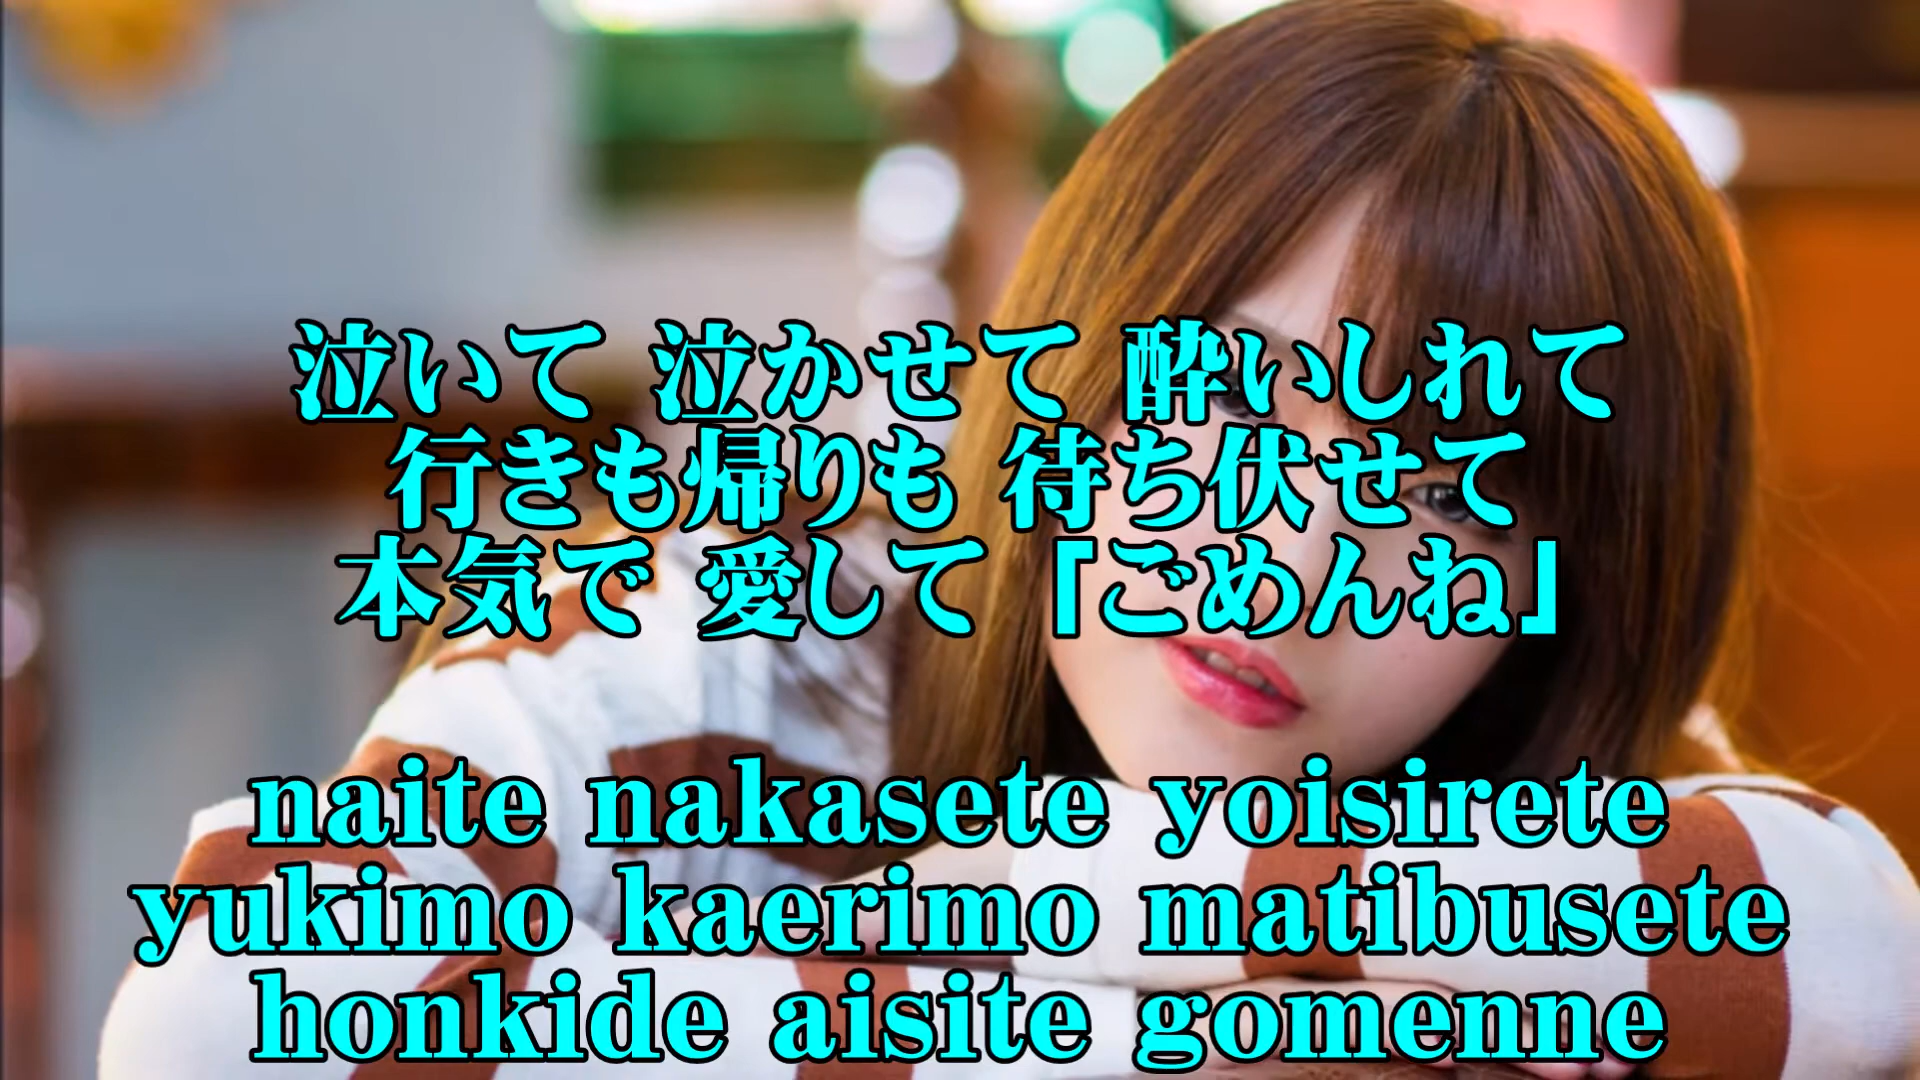 泣いて 泣かせて 酔いしれて
行きも帰りも 待ち伏せて
本気で 愛して 「ごめんね」
naite nakasete yoisirete
yukimo kaerimo matibusete
honkide aisite gomenne